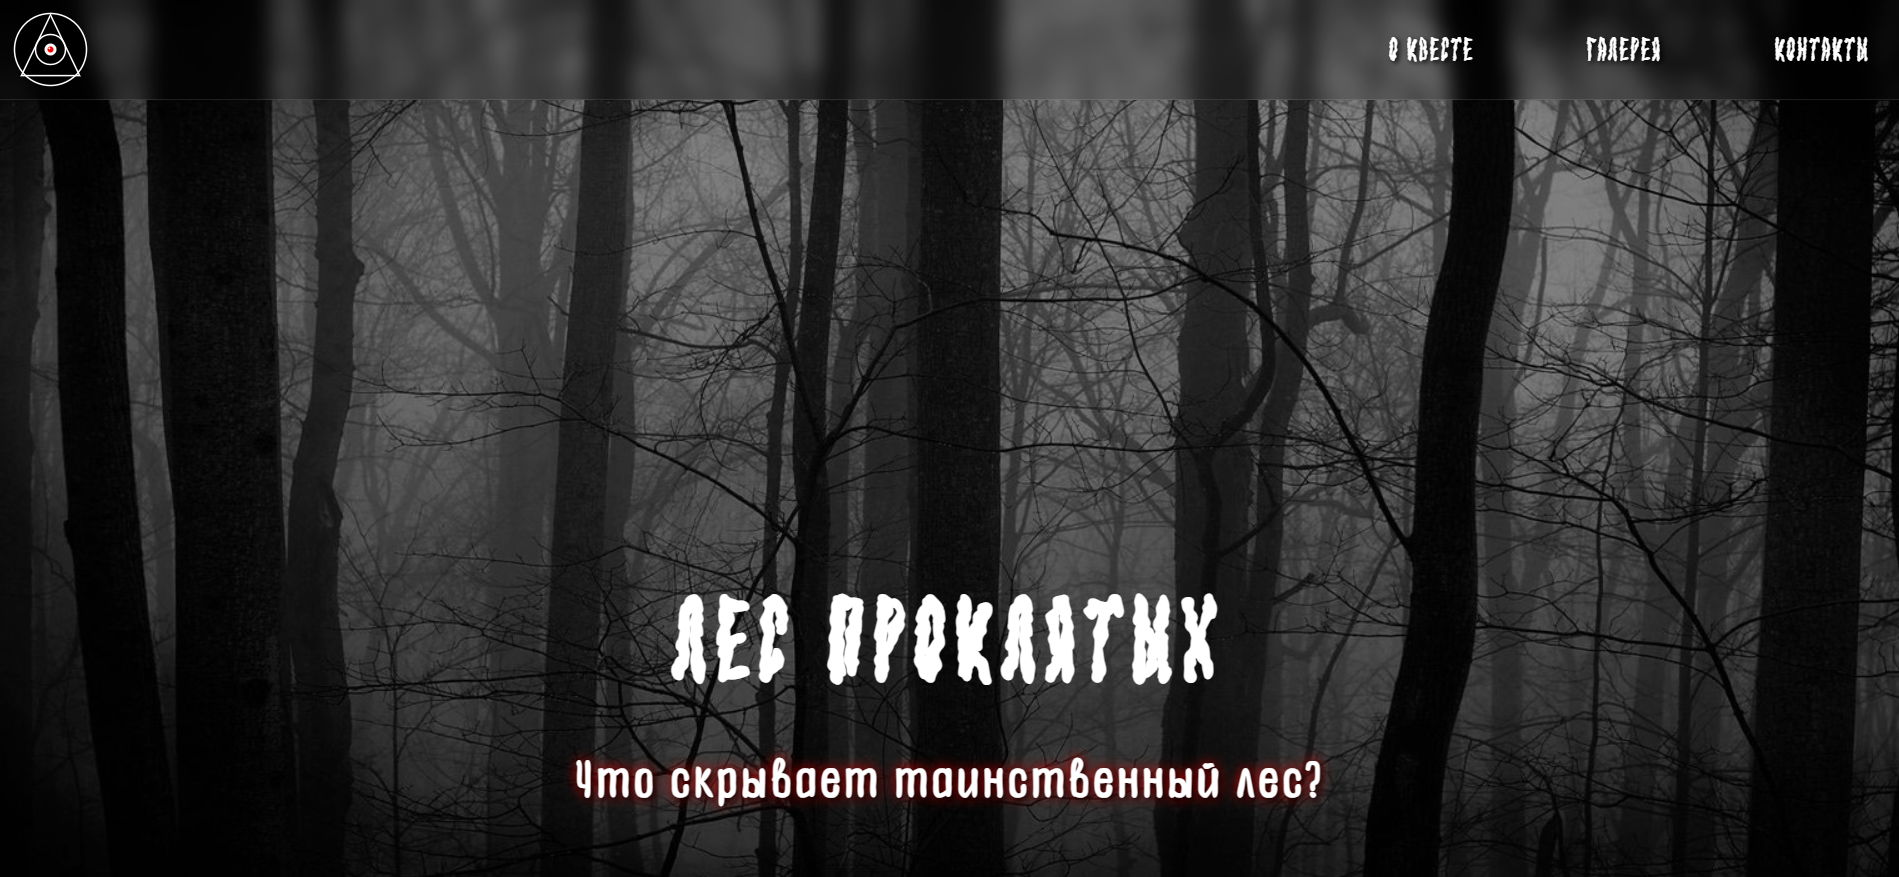 О КВЕСТЕ
ГАЛЕРЕЯ
КОНТАКТЫ
ЛЕС ПРОКЛЯТЫХ
Что скрывает таинственный лес?